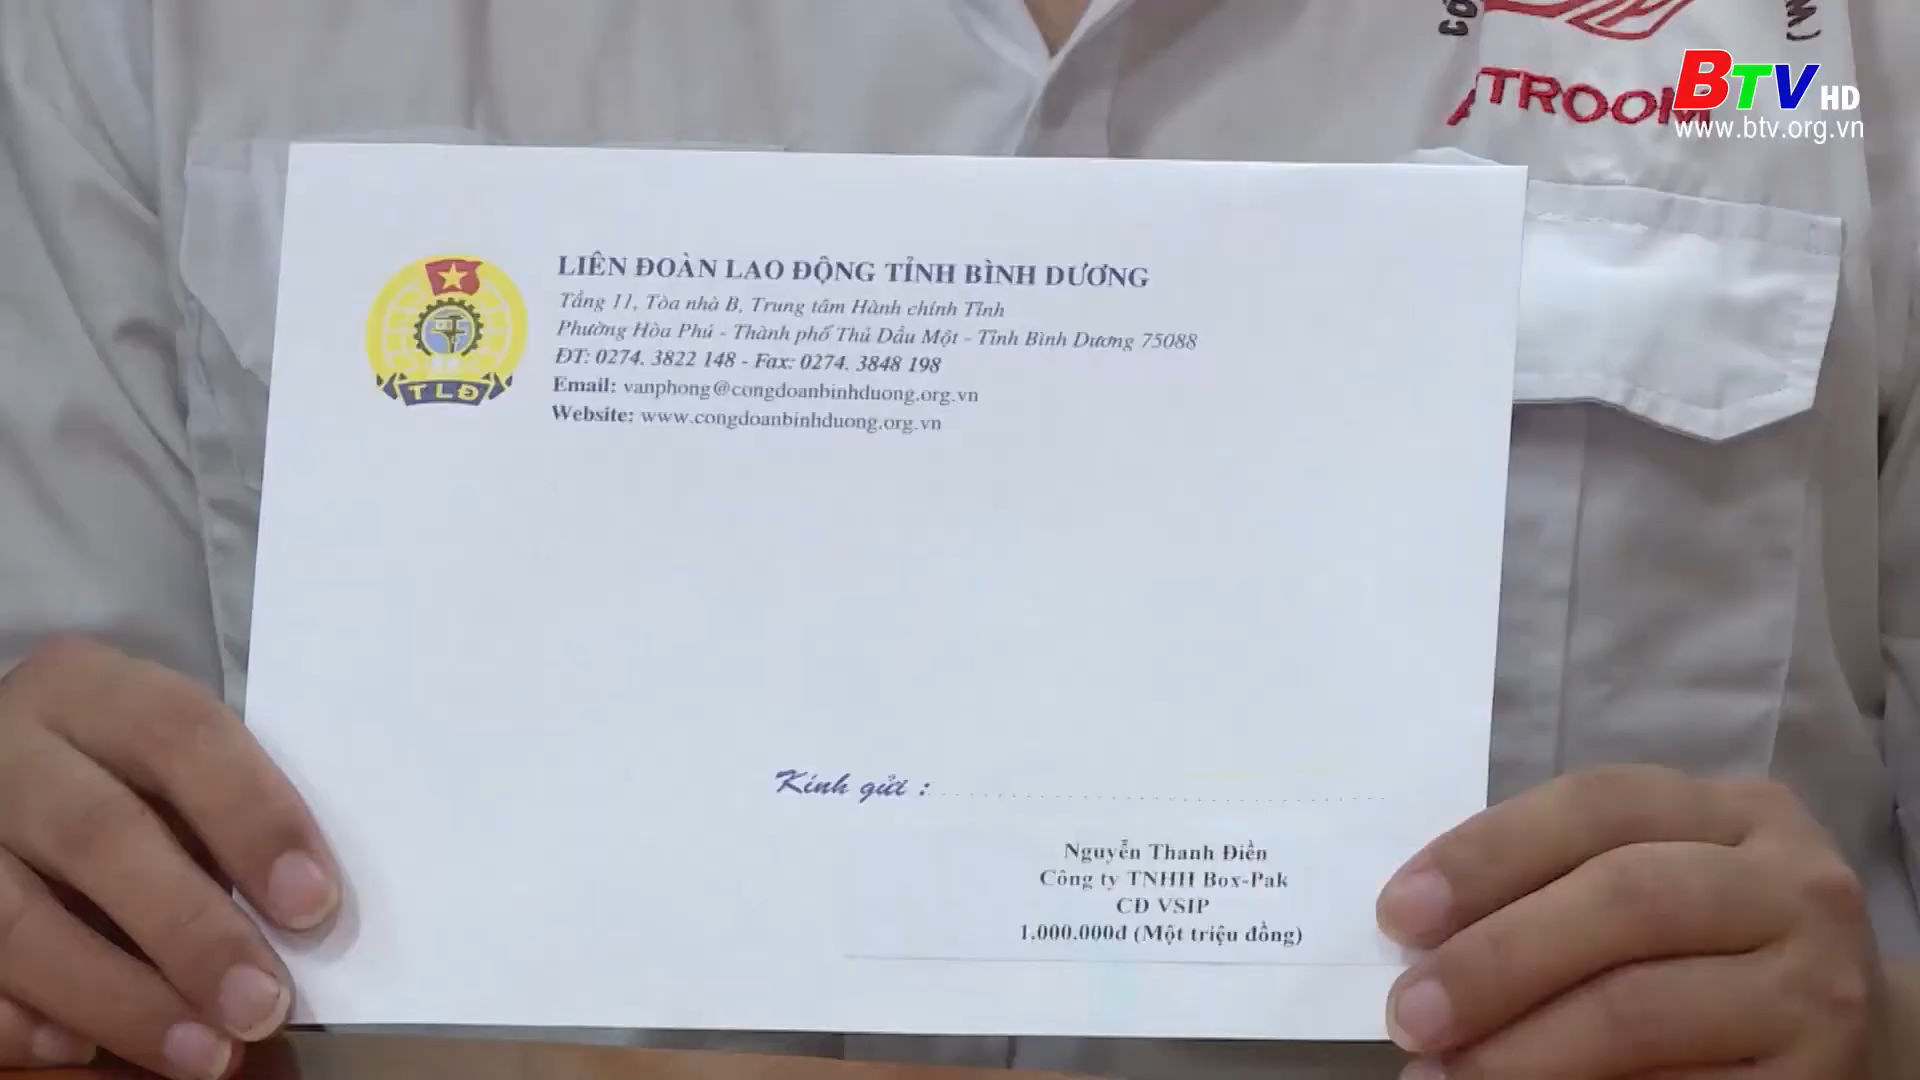 BTV HD
www.btv.org.vn
TROOM
LIÊN ĐOÀN LAO ĐỘNG TỈNH BÌNH DƯƠNG
Tầng 11, Tòa nhà B, Trung tâm Hành chính Tỉnh
Phường Hòa Phú - Thành phố Thủ Dầu Một - Tỉnh Bình Dương 75088
ĐT: 0274. 3822 148 - Fax: 0274. 3848 198
Email: vanphong@congdoanbinhduong.org.vn
Website: www.congdoanbinhduong.org.vn
TLĐ
Kính gửi :
Nguyễn Thanh Điền
Công ty TNHH Box-Pak
CĐ VSIP
1.000.000đ (Một triệu đồng)